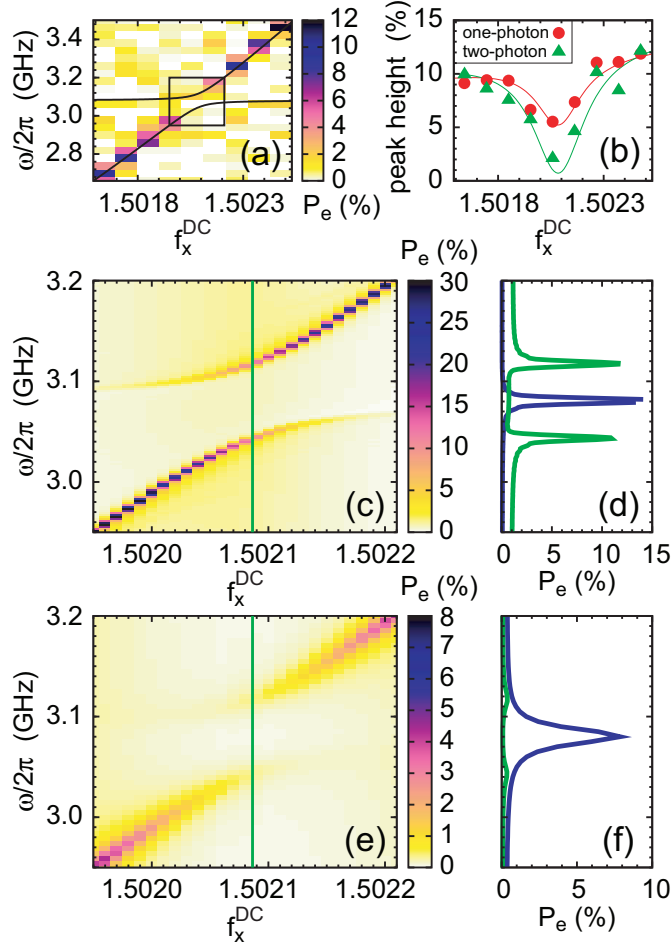 3.4
3.2
3.0
2.8
ω/2π (GHz)
(a)
1.5018
1.5023
f_x^DC
12
10
8
6
4
2
0
P_e (%)
one-photon
two-photon
peak height (%)
15
10
5
0
(b)
1.5018
1.5023
f_x^DC
P_e (%)
3.2
3.1
3.0
ω/2π (GHz)
(c)
1.5020
1.5021
1.5022
f_x^DC
30
25
20
15
10
5
0
(d)
0
5
10
15
P_e (%)
P_e (%)
3.2
3.1
3.0
ω/2π (GHz)
(e)
1.5020
1.5021
1.5022
f_x^DC
8
7
6
5
4
3
2
1
0
(f)
0
5
10
P_e (%)